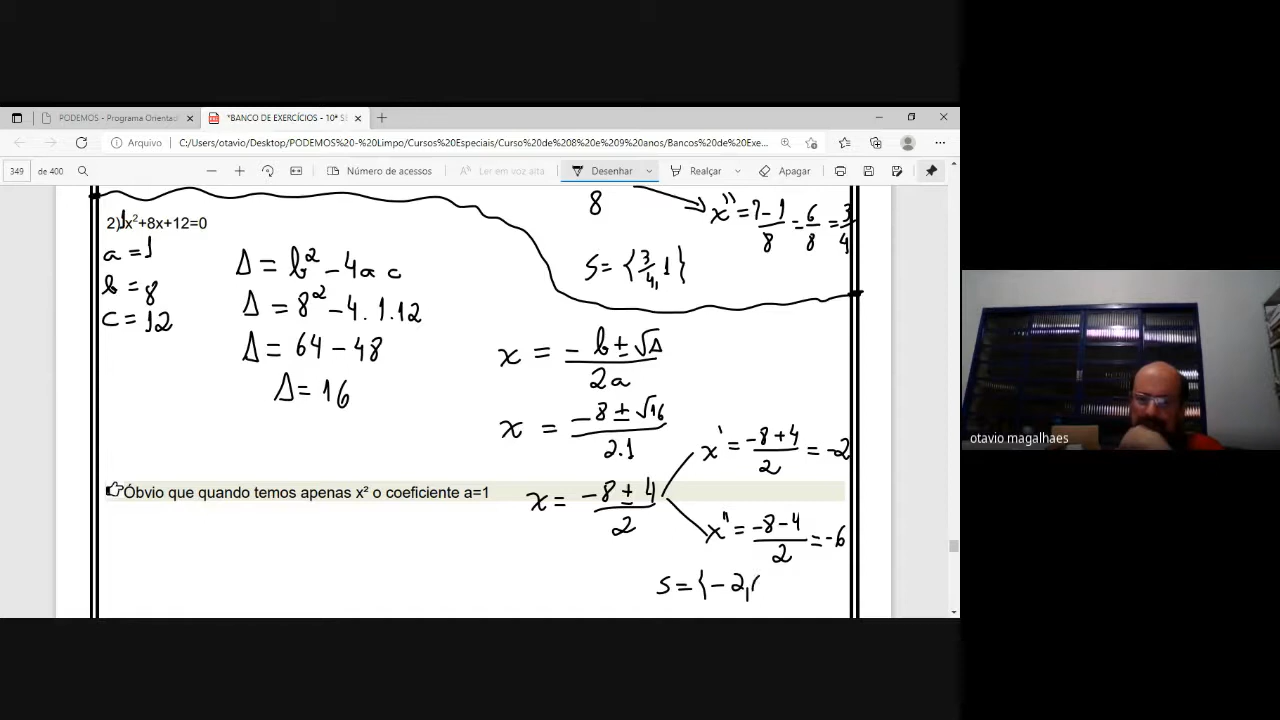 PODEMOS - Programa Orientad
*BANCO DE EXERCÍCIOS - 10ª S
Arquivo
C:/Users/otavio/Desktop/PODEMOS%20-%20Limpo/Cursos%20Especiais/Curso%20de%208%20e%209%20anos/Bancos%20de%20Exe...
349
de 400
Número de acessos
Ler em voz alta
Desenhar
Realçar
Apagar
8
x'' = 7-1/8 = 6/8 = 3/4
S = {3/4, 1}
2) 1x²+8x+12=0
a = 1
b = 8
c = 12
Δ = b² - 4ac
Δ = 8² - 4.1.12
Δ = 64 - 48
Δ = 16
x = -b ± √Δ / 2a
x = -8 ± √16 / 2.1
x = -8 ± 4 / 2
x' = -8+4/2 = -2
x'' = -8-4/2 = -6
S = {-2,
Óbvio que quando temos apenas x² o coeficiente a=1
otavio magalhaes